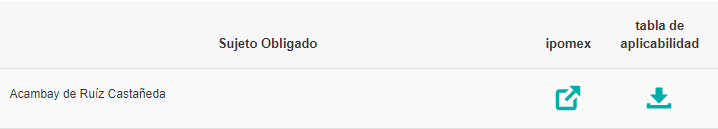 Sujeto Obligado
ipomex
tabla de
aplicabilidad
Acambay de Ruíz Castañeda